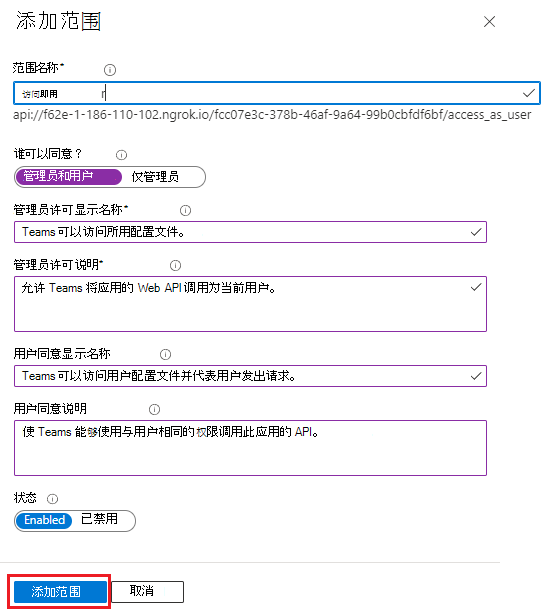 添加范围
范围名称*
访问即用 r
api://f62e-1-186-110-102.ngrok.io/fcc07e3c-378b-46af-9a64-99b0cbfdf6bf/access_as_user
谁可以同意？
管理员和用户 仅管理员
管理员许可显示名称*
Teams 可以访问所用配置文件。
管理员许可说明*
允许 Teams 将应用的 Web API 调用为当前用户。
用户同意显示名称
Teams 可以访问用户配置文件并代表用户发出请求。
用户同意说明
使 Teams 能够使用与用户相同的权限调用此应用的 API。
状态
Enabled 已禁用
添加范围 取消